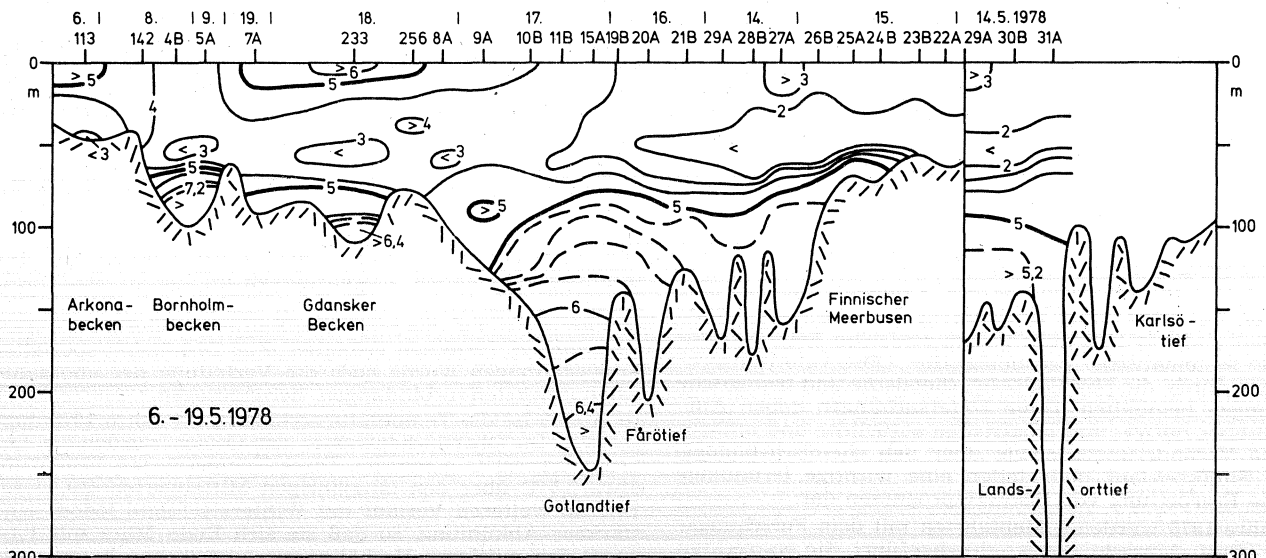 6. 8. 9. 19. 18. 17. 16. 14. 15. 14.5.1978
113 142 4B 5A 7A 233 256 8A 9A 10B 11B 15A 19B 20A 21B 29A 28B 27A 26B 25A 24B 23B 22A 29A 30B 31A
0 > 5 > 6 > 3 > 3 0
m 5 m
4 > 4 2 2
< 3 < 3 3 < 3 < < 2
5 5 5
7,2 > > 5 5
100 > 6,4 100
> 5,2
Arkona- Bornholm- Gdansker 6 Finnischer
becken becken Becken Meerbusen Karlsö-
tief
200 200
6.-19.5.1978 6,4
> Fårötief
Lands- orttief
Gotlandtief
300 300